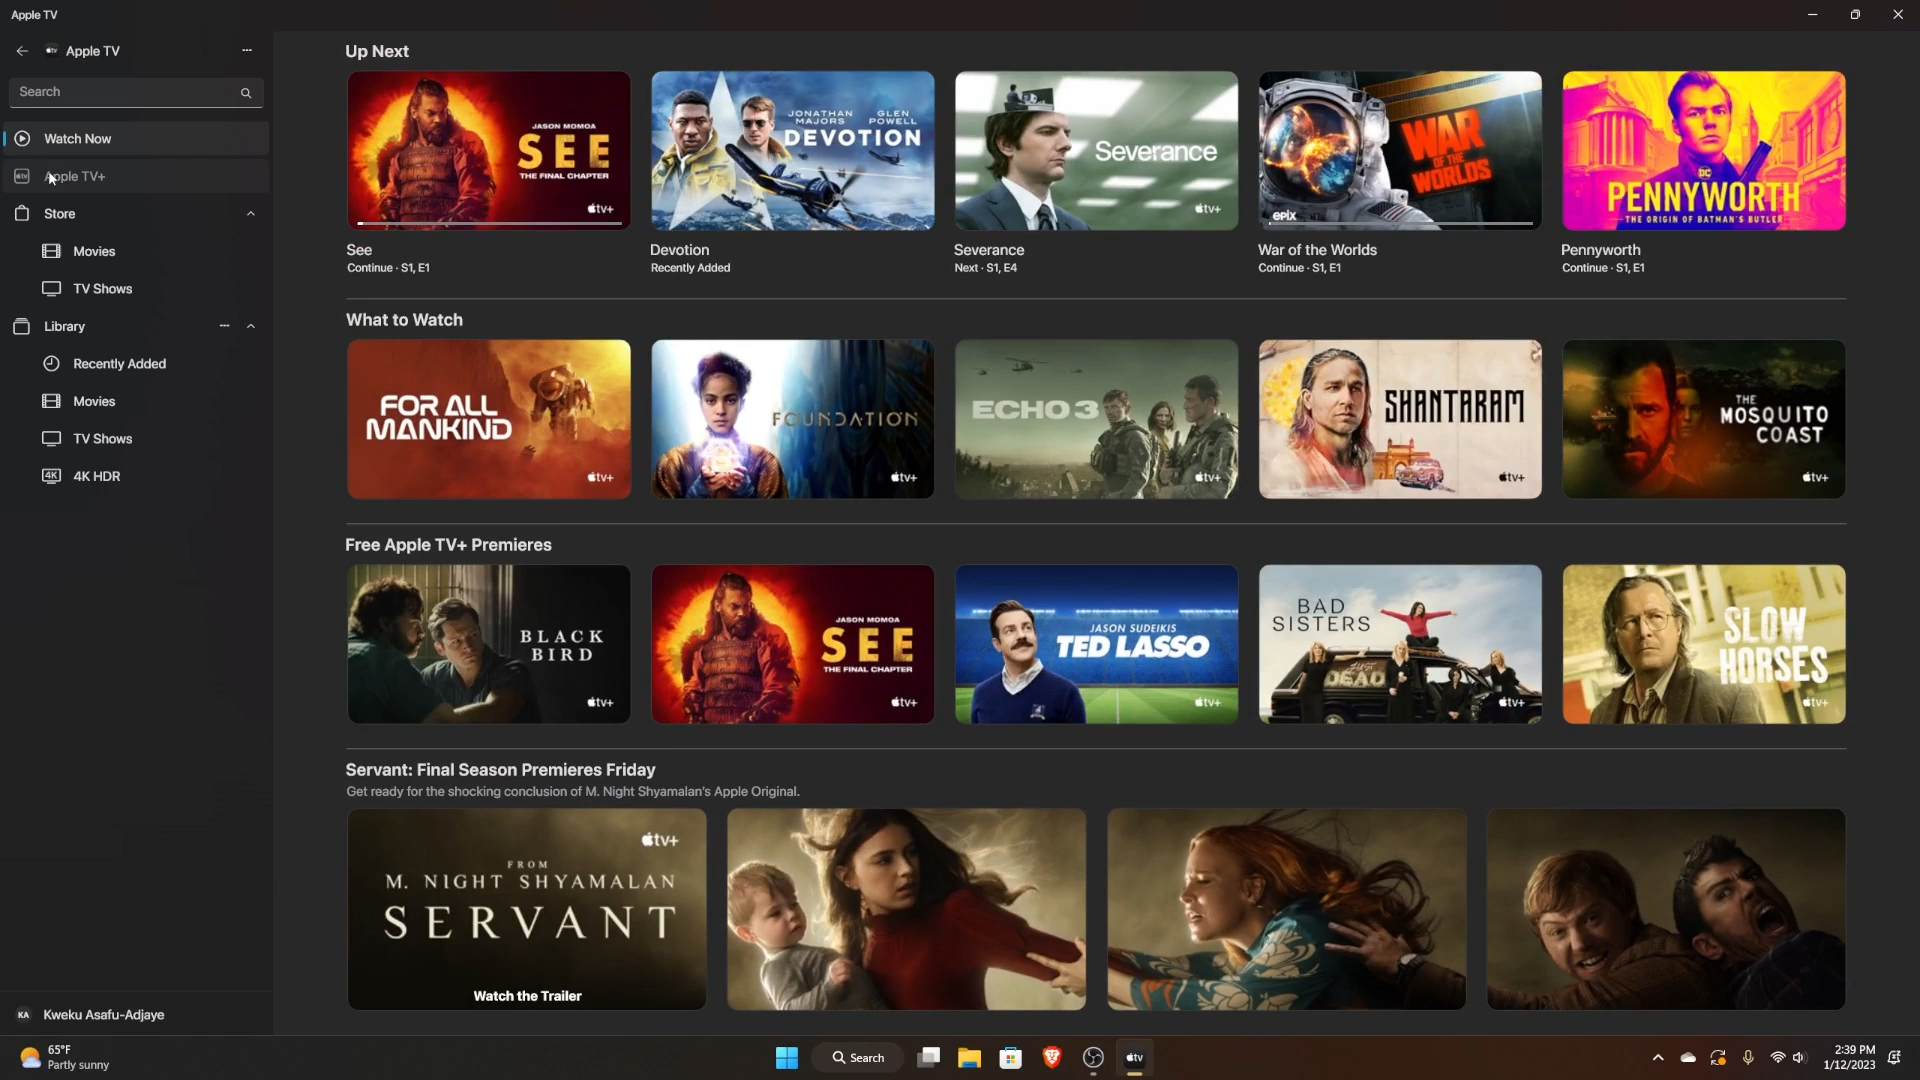 Apple TV
Apple TV
Search
Watch Now
Apple TV+
Store
Movies
TV Shows
Library
Recently Added
Movies
TV Shows
4K
4K HDR
KA
Kweku Asafu-Adjaye
Up Next
JASON MOMOA
SEE
THE FINAL CHAPTER
tv+
JONATHAN MAJORS
GLEN POWELL
DEVOTION
Severance
tv+
WAR
OF THE
WORLDS
epix
DC
PENNYWORTH
THE ORIGIN OF BATMAN'S BUTLER
See
Continue · S1, E1
Devotion
Recently Added
Severance
Next · S1, E4
War of the Worlds
Continue · S1, E1
Pennyworth
Continue · S1, E1
What to Watch
FOR ALL
MANKIND
tv+
FOUNDATION
tv+
ECHO 3
tv+
SHANTARAM
tv+
THE
MOSQUITO
COAST
tv+
Free Apple TV+ Premieres
BLACK
BIRD
tv+
JASON MOMOA
SEE
THE FINAL CHAPTER
tv+
JASON SUDEIKIS
TED LASSO
tv+
BAD
SISTERS
DEAD
tv+
SLOW
HORSES
tv+
Servant: Final Season Premieres Friday
Get ready for the shocking conclusion of M. Night Shyamalan's Apple Original.
tv+
FROM
M. NIGHT SHYAMALAN
SERVANT
Watch the Trailer
65°F
Partly sunny
Search
tv
2:39 PM
1/12/2023